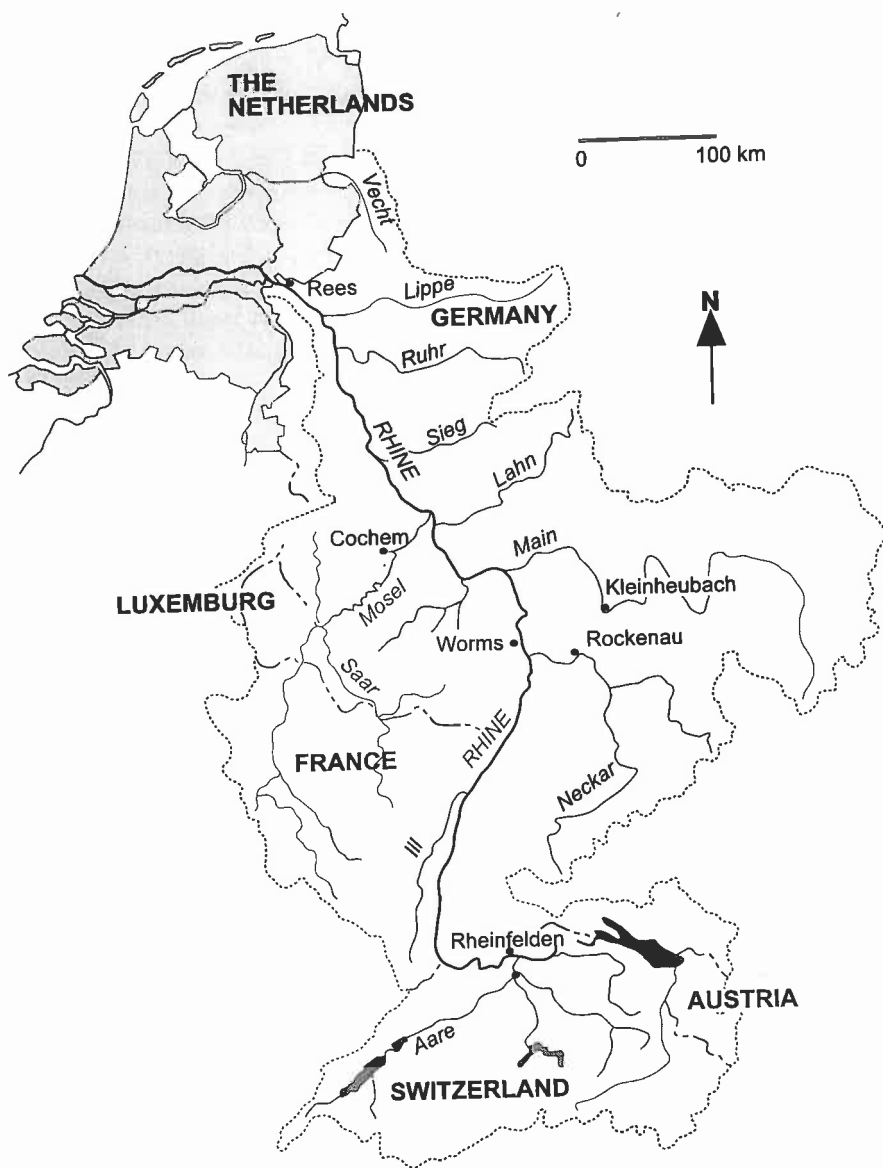 THE
NETHERLANDS
0 100 km
Vecht
Rees
Lippe
GERMANY
N
Ruhr
RHINE
Sieg
Lahn
Cochem
Main
Kleinheubach
LUXEMBURG
Mosel
Worms
Rockenau
Saar
RHINE
FRANCE
Neckar
Ill
Rheinfelden
AUSTRIA
Aare
SWITZERLAND